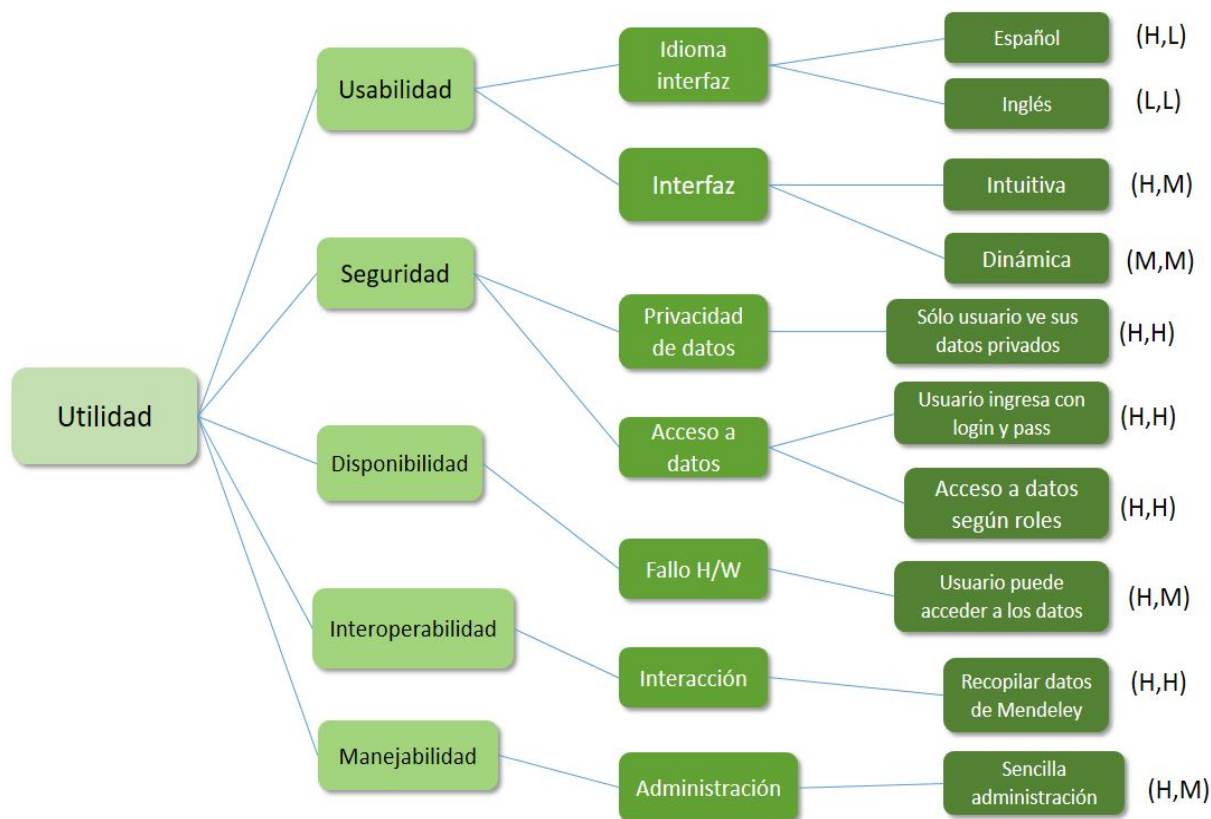 Utilidad
Usabilidad
Idioma
interfaz
Español
(H,L)
Inglés
(L,L)
Interfaz
Intuitiva
(H,M)
Dinámica
(M,M)
Seguridad
Privacidad
de datos
Sólo usuario ve sus
datos privados
(H,H)
Acceso a
datos
Usuario ingresa con
login y pass
(H,H)
Acceso a datos
según roles
(H,H)
Disponibilidad
Fallo H/W
Usuario puede
acceder a los datos
(H,M)
Interoperabilidad
Interacción
Recopilar datos
de Mendeley
(H,H)
Manejabilidad
Administración
Sencilla
administración
(H,M)